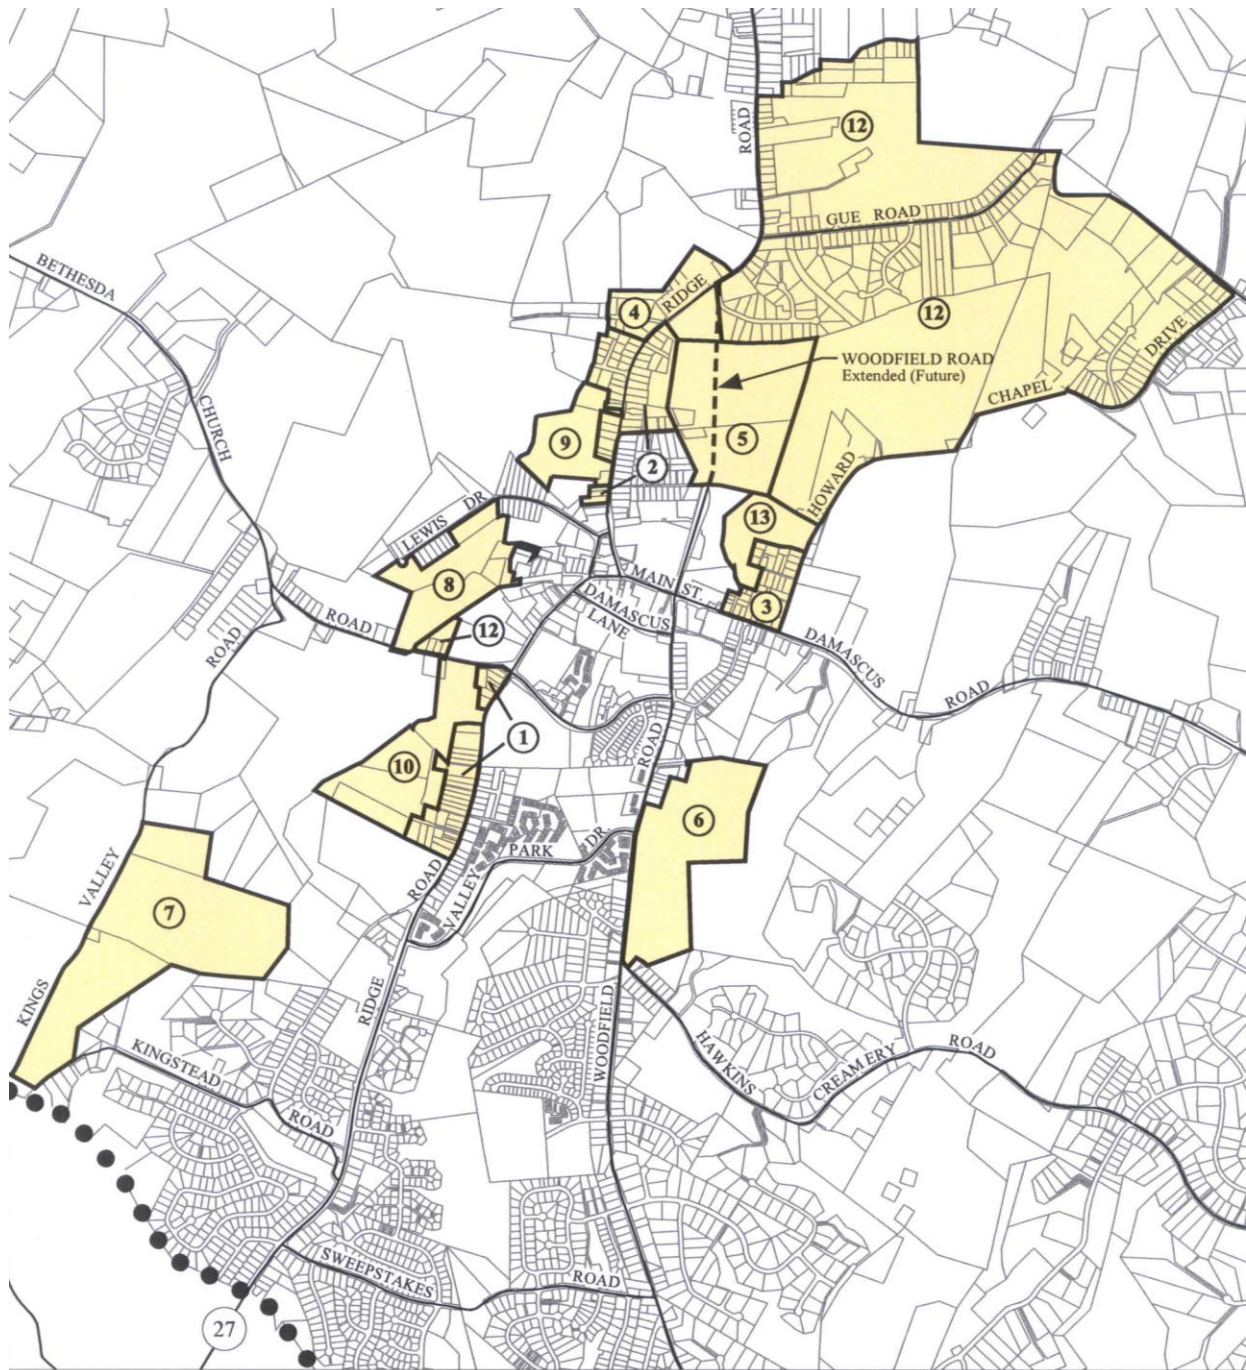 ROAD
12
GUE ROAD
BETHESDA
RIDGE
4
12
DRIVE
WOODFIELD ROAD
Extended (Future)
CHAPEL
CHURCH
9
5
2
HOWARD
LEWIS DR
13
MAIN ST.
8
DAMASCUS
LANE
3
ROAD
12
ROAD
DAMASCUS
ROAD
1
10
ROAD
6
PARK DR
VALLEY
ROAD
VALLEY
7
KINGS
RIDGE
WOODFIELD
HAWKINS
CREAMERY
ROAD
KINGSTEAD
ROAD
SWEEPSTAKES
ROAD
27